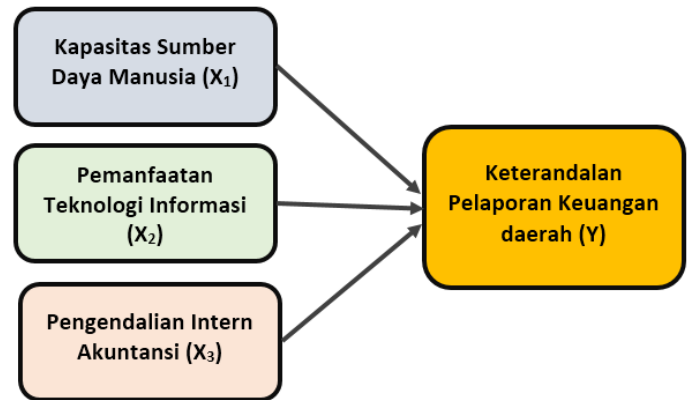 Kapasitas Sumber
Daya Manusia (X₁)
Pemanfaatan
Teknologi Informasi
(X₂)
Pengendalian Intern
Akuntansi (X₃)
Keterandalan
Pelaporan Keuangan
daerah (Y)